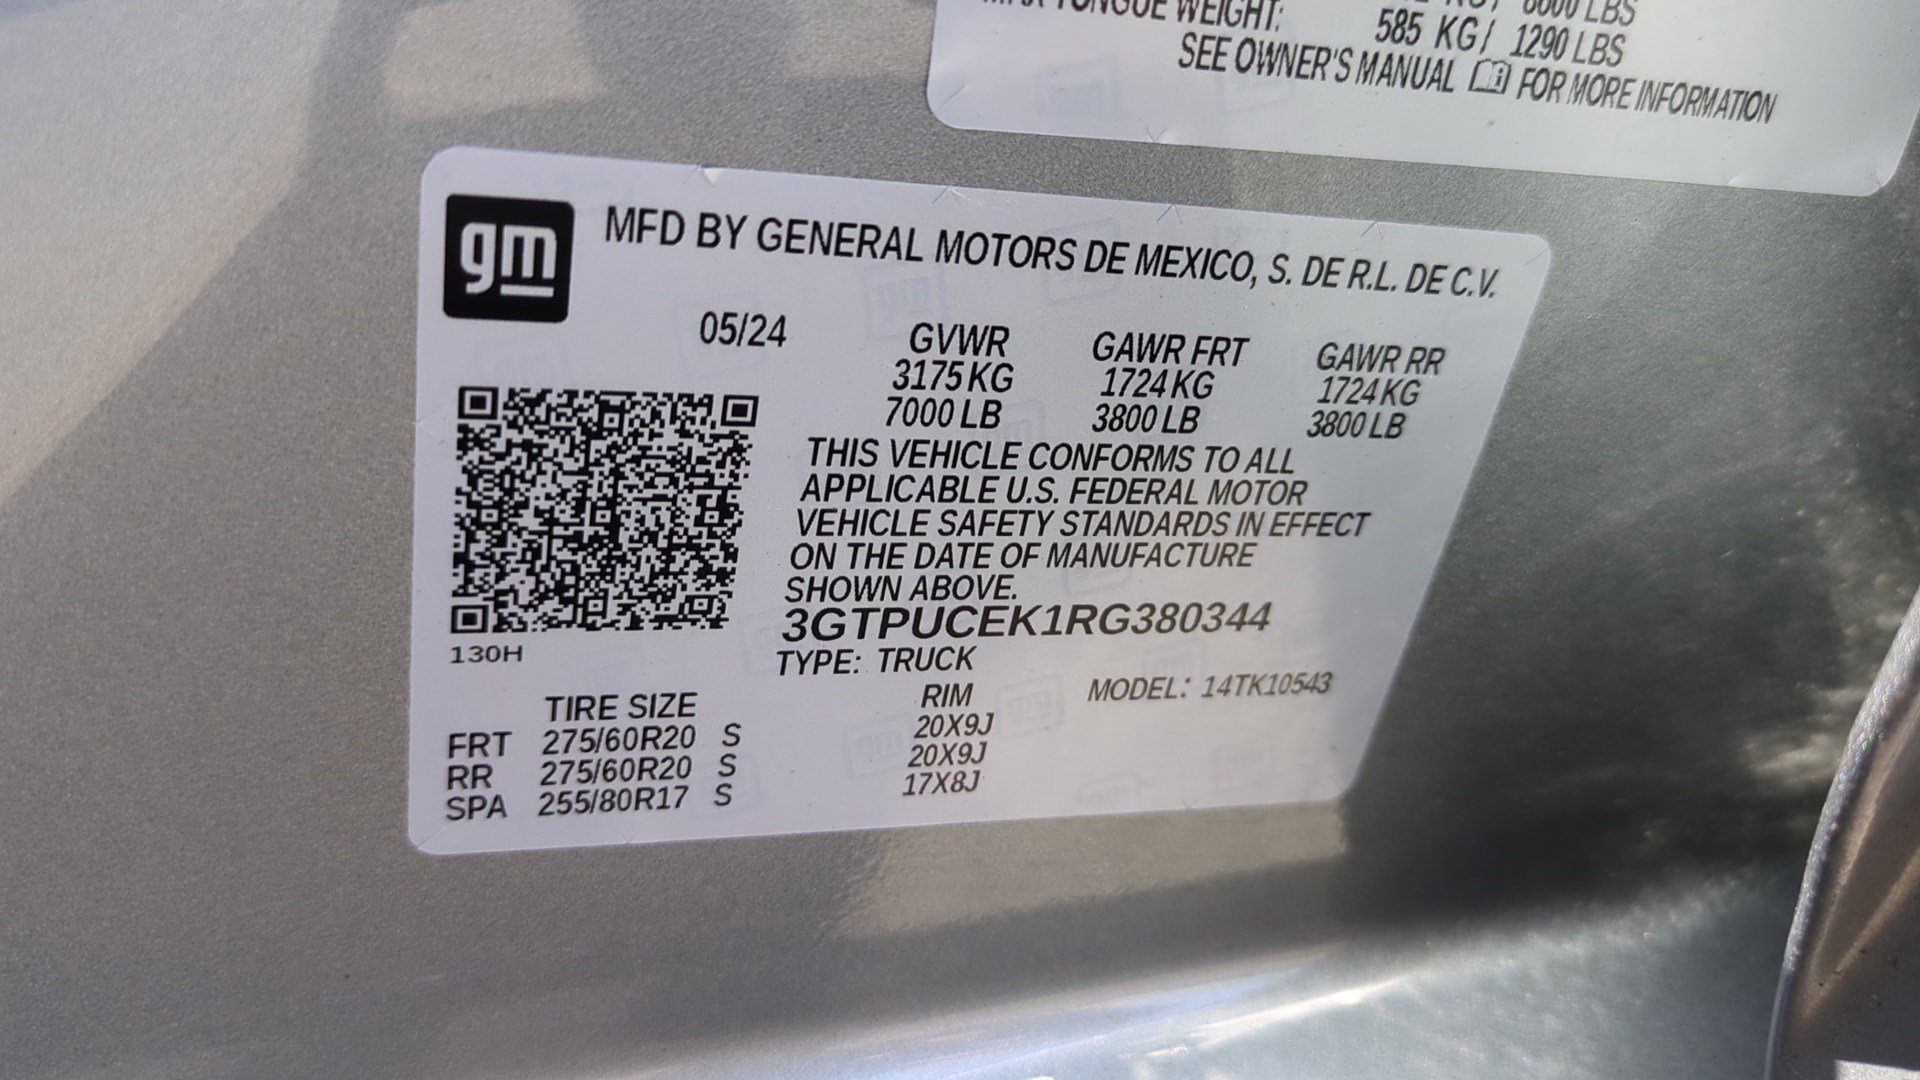 MAX TONGUE WEIGHT:
6600 LBS
585 KG/ 1290 LBS
SEE OWNER'S MANUAL FOR MORE INFORMATION
gm
MFD BY GENERAL MOTORS DE MEXICO, S. DE R.L. DE C.V.
05/24
GVWR GAWR FRT GAWR RR
3175 KG 1724 KG 1724 KG
7000 LB 3800 LB 3800 LB
THIS VEHICLE CONFORMS TO ALL
APPLICABLE U.S. FEDERAL MOTOR
VEHICLE SAFETY STANDARDS IN EFFECT
ON THE DATE OF MANUFACTURE
SHOWN ABOVE.
3GTPUCEK1RG380344
130H
TYPE: TRUCK
MODEL: 14TK10543
TIRE SIZE RIM
FRT 275/60R20 S 20X9J
RR 275/60R20 S 20X9J
SPA 255/80R17 S 17X8J